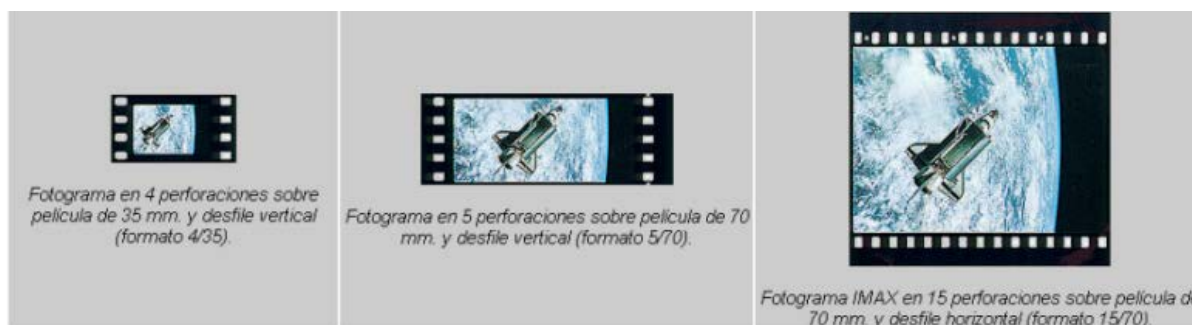 Fotograma en 4 perforaciones sobre
película de 35 mm. y desfile vertical
(formato 4/35).
Fotograma en 5 perforaciones sobre película de 70
mm. y desfile vertical (formato 5/70).
Fotograma IMAX en 15 perforaciones sobre película de
70 mm. y desfile horizontal (formato 15/70).